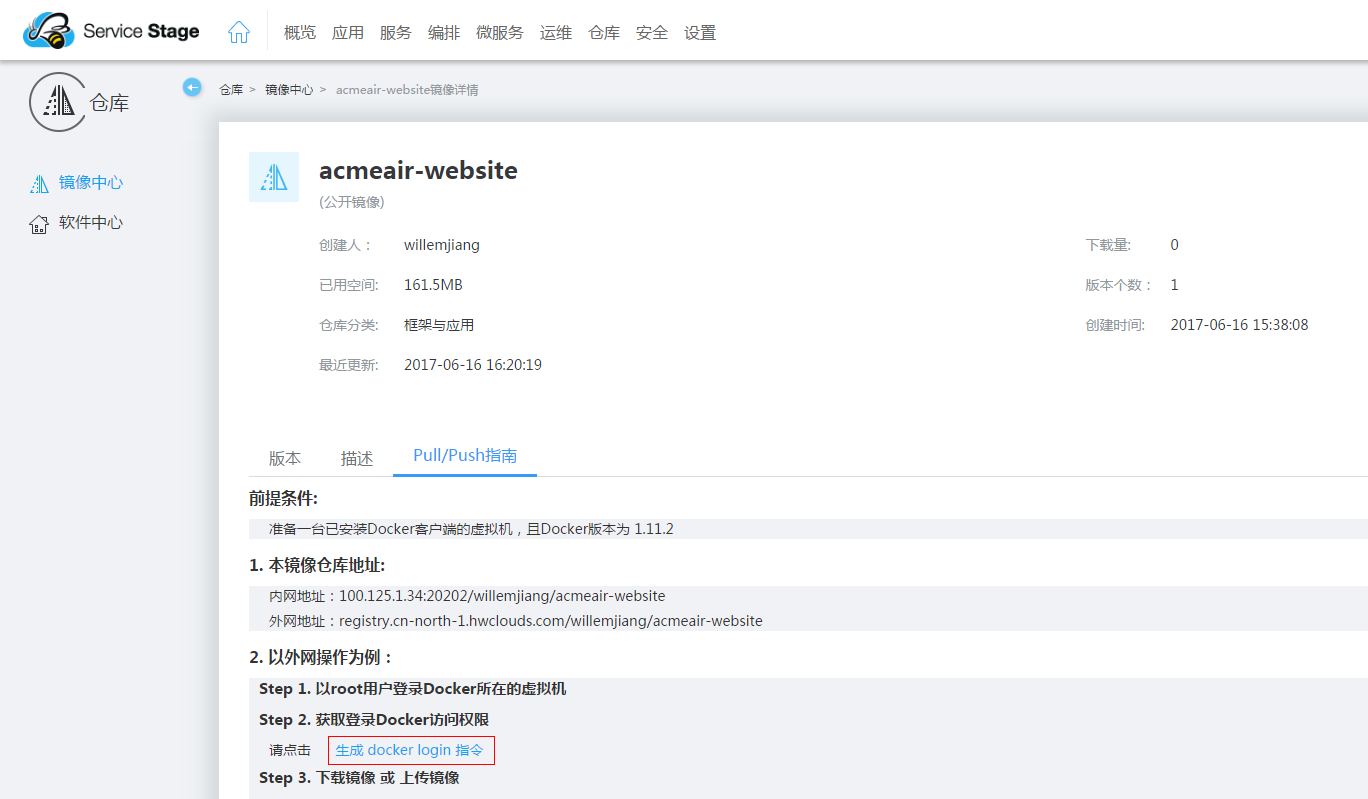 Service Stage 概览 应用 服务 编排 微服务 运维 仓库 安全 设置
仓库
仓库 > 镜像中心 > acmeair-website镜像详情
镜像中心
软件中心
acmeair-website
(公开镜像)
创建人： willemjiang 下载量: 0
已用空间: 161.5MB 版本个数： 1
仓库分类: 框架与应用 创建时间: 2017-06-16 15:38:08
最近更新: 2017-06-16 16:20:19
版本 描述 Pull/Push指南
前提条件:
准备一台已安装Docker客户端的虚拟机，且Docker版本为 1.11.2
1. 本镜像仓库地址:
内网地址：100.125.1.34:20202/willemjiang/acmeair-website
外网地址：registry.cn-north-1.hwclouds.com/willemjiang/acmeair-website
2. 以外网操作为例：
Step 1. 以root用户登录Docker所在的虚拟机
Step 2. 获取登录Docker访问权限
请点击 生成 docker login 指令
Step 3. 下载镜像 或 上传镜像